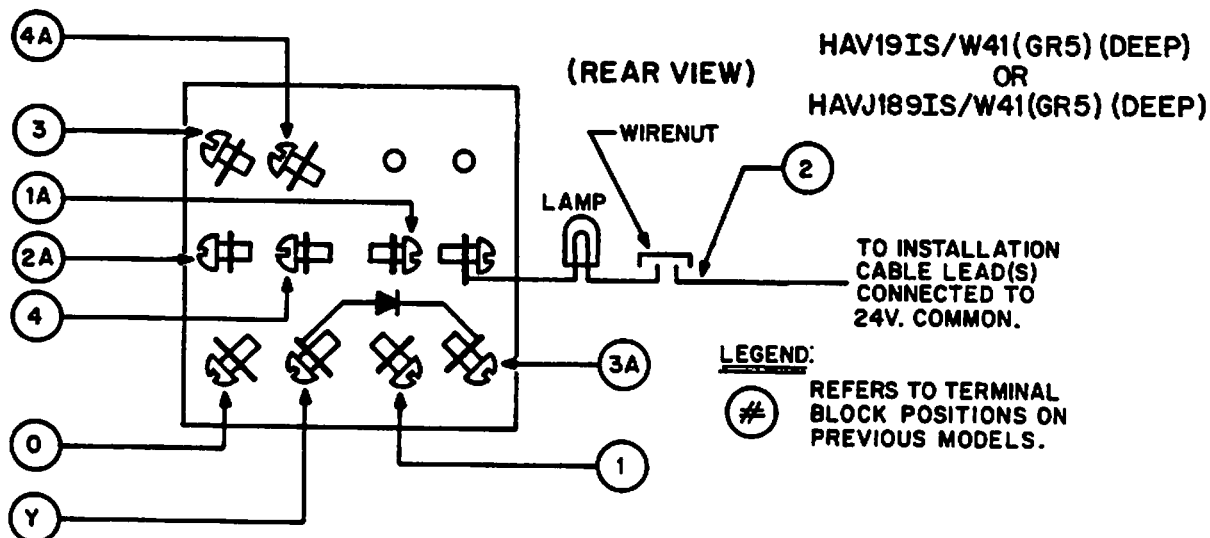 4A
HAV19IS/W41(GR5)(DEEP)
OR
HAVJ189IS/W41(GR5)(DEEP)
(REAR VIEW)
3
WIRENUT
2
1A
LAMP
2A
TO INSTALLATION
CABLE LEAD(S)
CONNECTED TO
24V. COMMON.
4
LEGEND:
3A
# REFERS TO TERMINAL
BLOCK POSITIONS ON
PREVIOUS MODELS.
O
1
Y